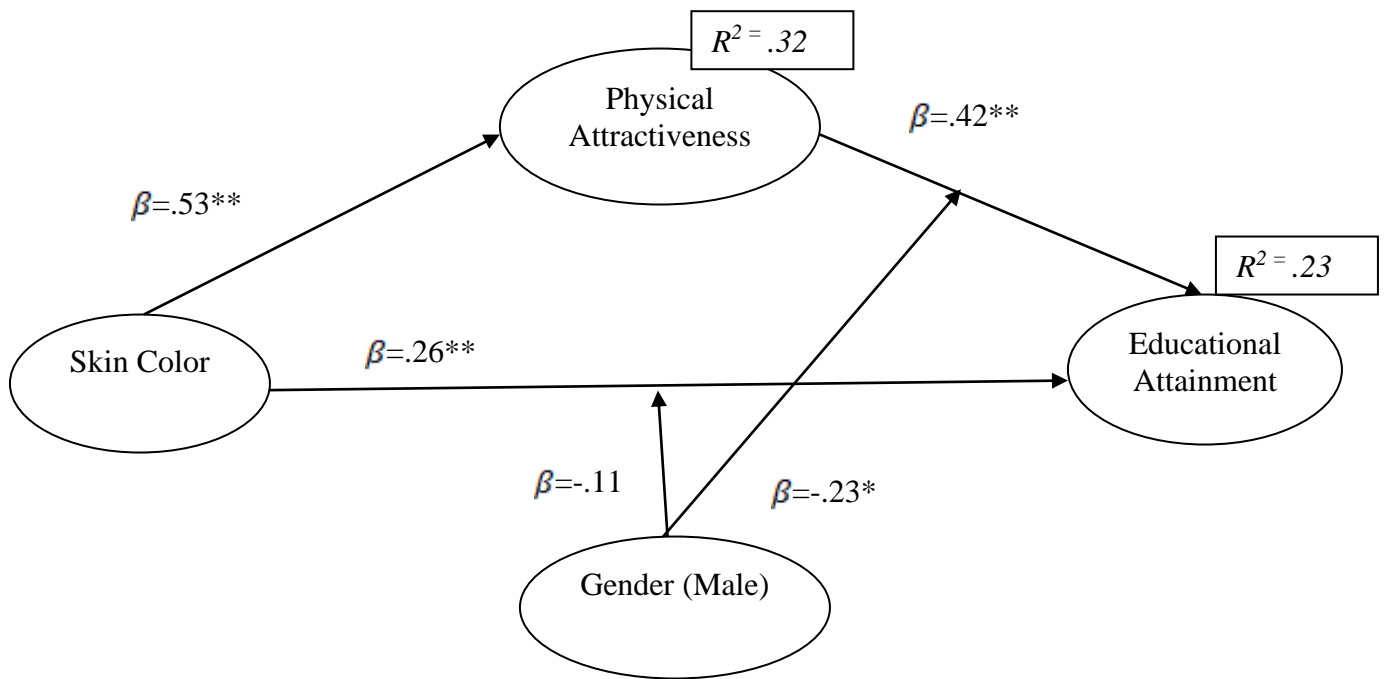 R² = .32
Physical
Attractiveness
β=.42**
β=.53**
R² = .23
Skin Color
β=.26**
Educational
Attainment
β=-.11
β=-.23*
Gender (Male)